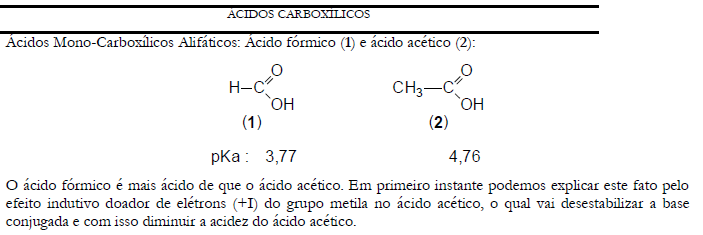 ÁCIDOS CARBOXÍLICOS
Ácidos Mono-Carboxílicos Alifáticos: Ácido fórmico (1) e ácido acético (2):
H–C O OH CH3—C O OH
(1) (2)
pKa : 3,77 4,76
O ácido fórmico é mais ácido de que o ácido acético. Em primeiro instante podemos explicar este fato pelo
efeito indutivo doador de elétrons (+I) do grupo metila no ácido acético, o qual vai desestabilizar a base
conjugada e com isso diminuir a acidez do ácido acético.